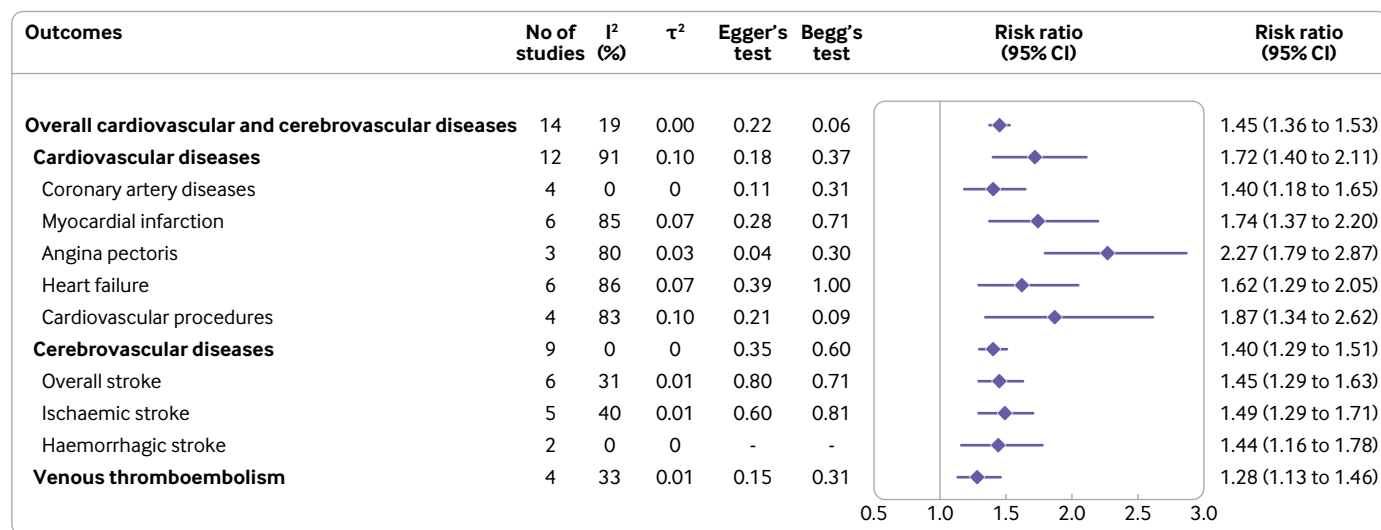 Outcomes No of studies I² (%) τ² Egger's test Begg's test Risk ratio (95% CI) Risk ratio (95% CI)
Overall cardiovascular and cerebrovascular diseases 14 19 0.00 0.22 0.06 1.45 (1.36 to 1.53)
Cardiovascular diseases 12 91 0.10 0.18 0.37 1.72 (1.40 to 2.11)
Coronary artery diseases 4 0 0 0.11 0.31 1.40 (1.18 to 1.65)
Myocardial infarction 6 85 0.07 0.28 0.71 1.74 (1.37 to 2.20)
Angina pectoris 3 80 0.03 0.04 0.30 2.27 (1.79 to 2.87)
Heart failure 6 86 0.07 0.39 1.00 1.62 (1.29 to 2.05)
Cardiovascular procedures 4 83 0.10 0.21 0.09 1.87 (1.34 to 2.62)
Cerebrovascular diseases 9 0 0 0.35 0.60 1.40 (1.29 to 1.51)
Overall stroke 6 31 0.01 0.80 0.71 1.45 (1.29 to 1.63)
Ischaemic stroke 5 40 0.01 0.60 0.81 1.49 (1.29 to 1.71)
Haemorrhagic stroke 2 0 0 - - 1.44 (1.16 to 1.78)
Venous thromboembolism 4 33 0.01 0.15 0.31 1.28 (1.13 to 1.46)
0.5 1.0 1.5 2.0 2.5 3.0